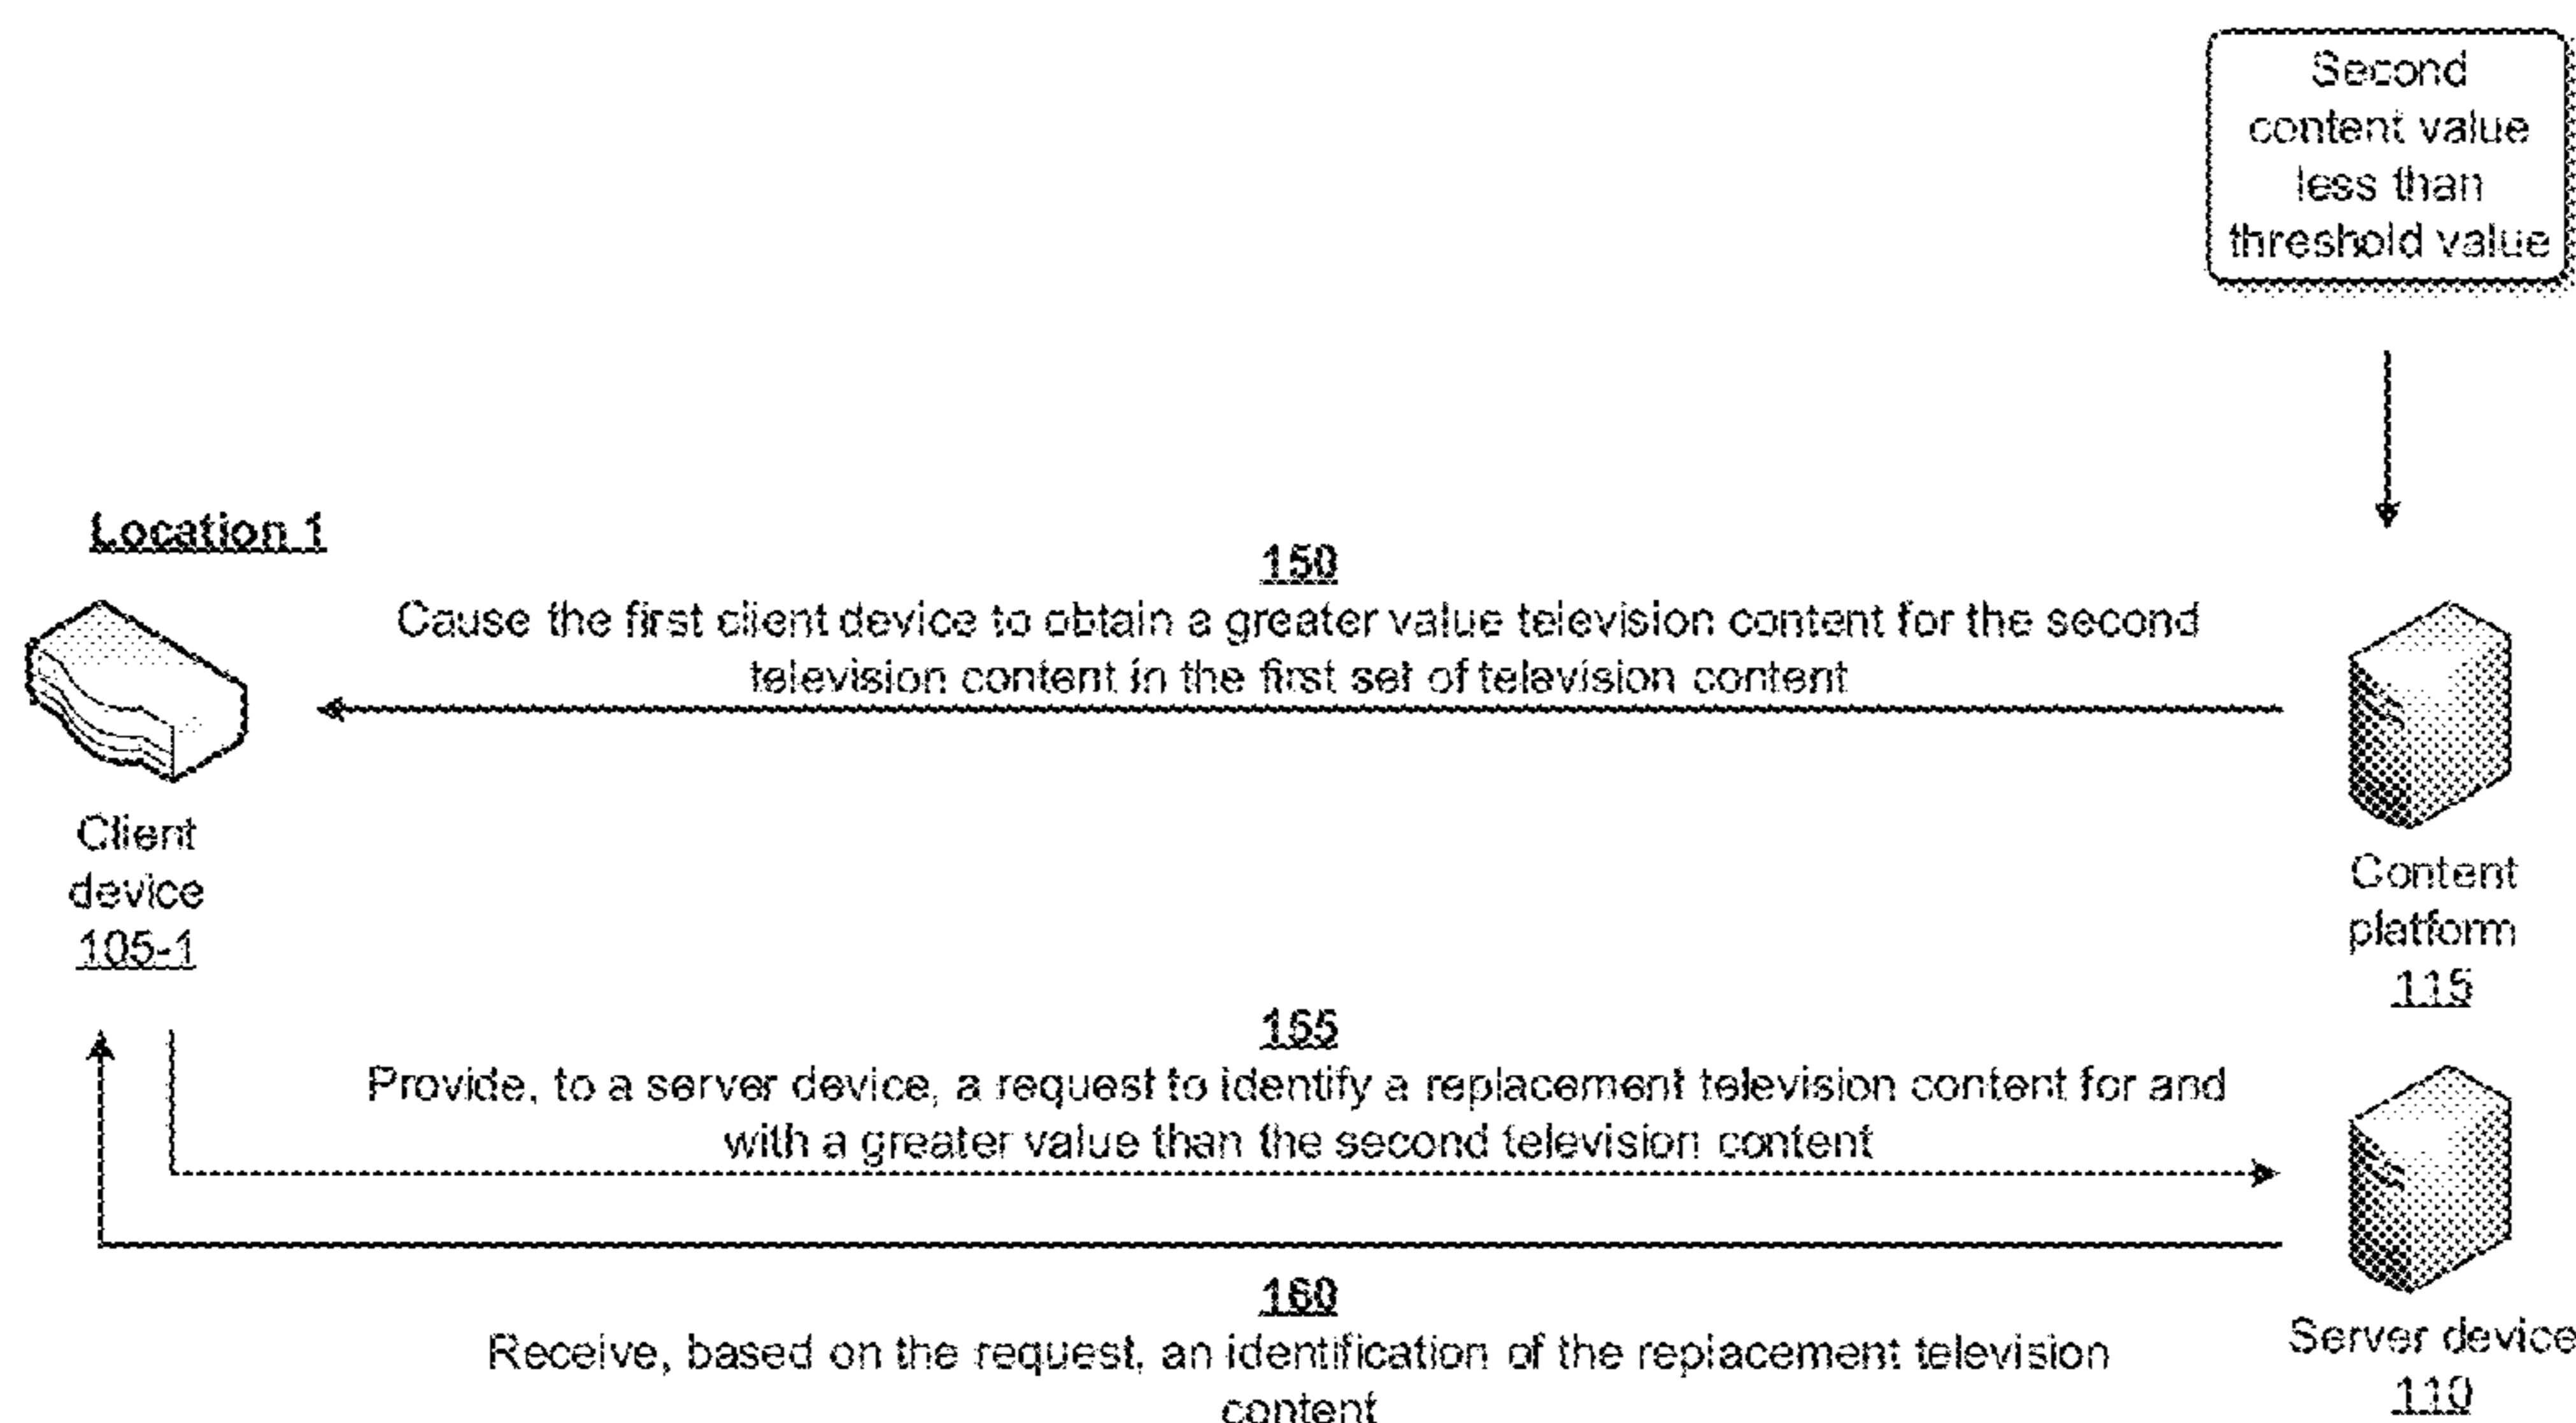 Second
content value
less than
threshold value
Location 1
150
Cause the first client device to obtain a greater value television content for the second
television content in the first set of television content
Client
device
105-1
Content
platform
115
155
Provide, to a server device, a request to identify a replacement television content for and
with a greater value than the second television content
160
Receive, based on the request, an identification of the replacement television
content
Server device
110